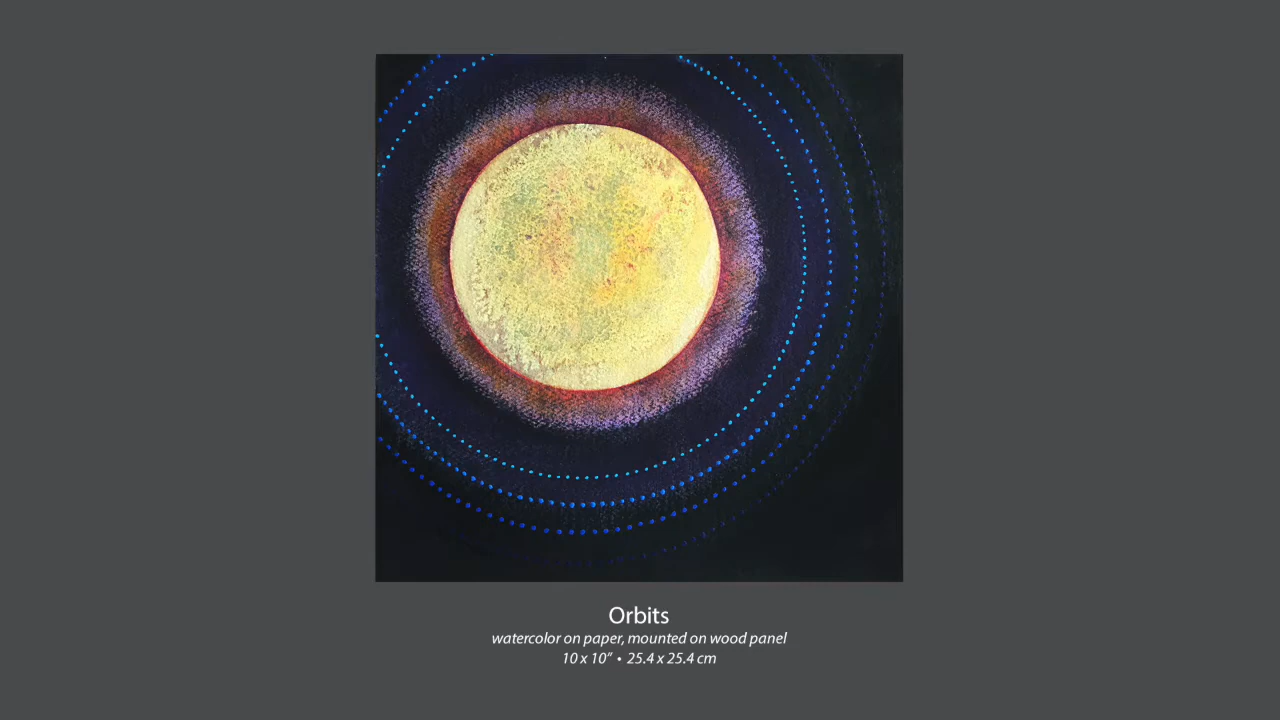 Orbits
watercolor on paper, mounted on wood panel
10 x 10” • 25.4 x 25.4 cm